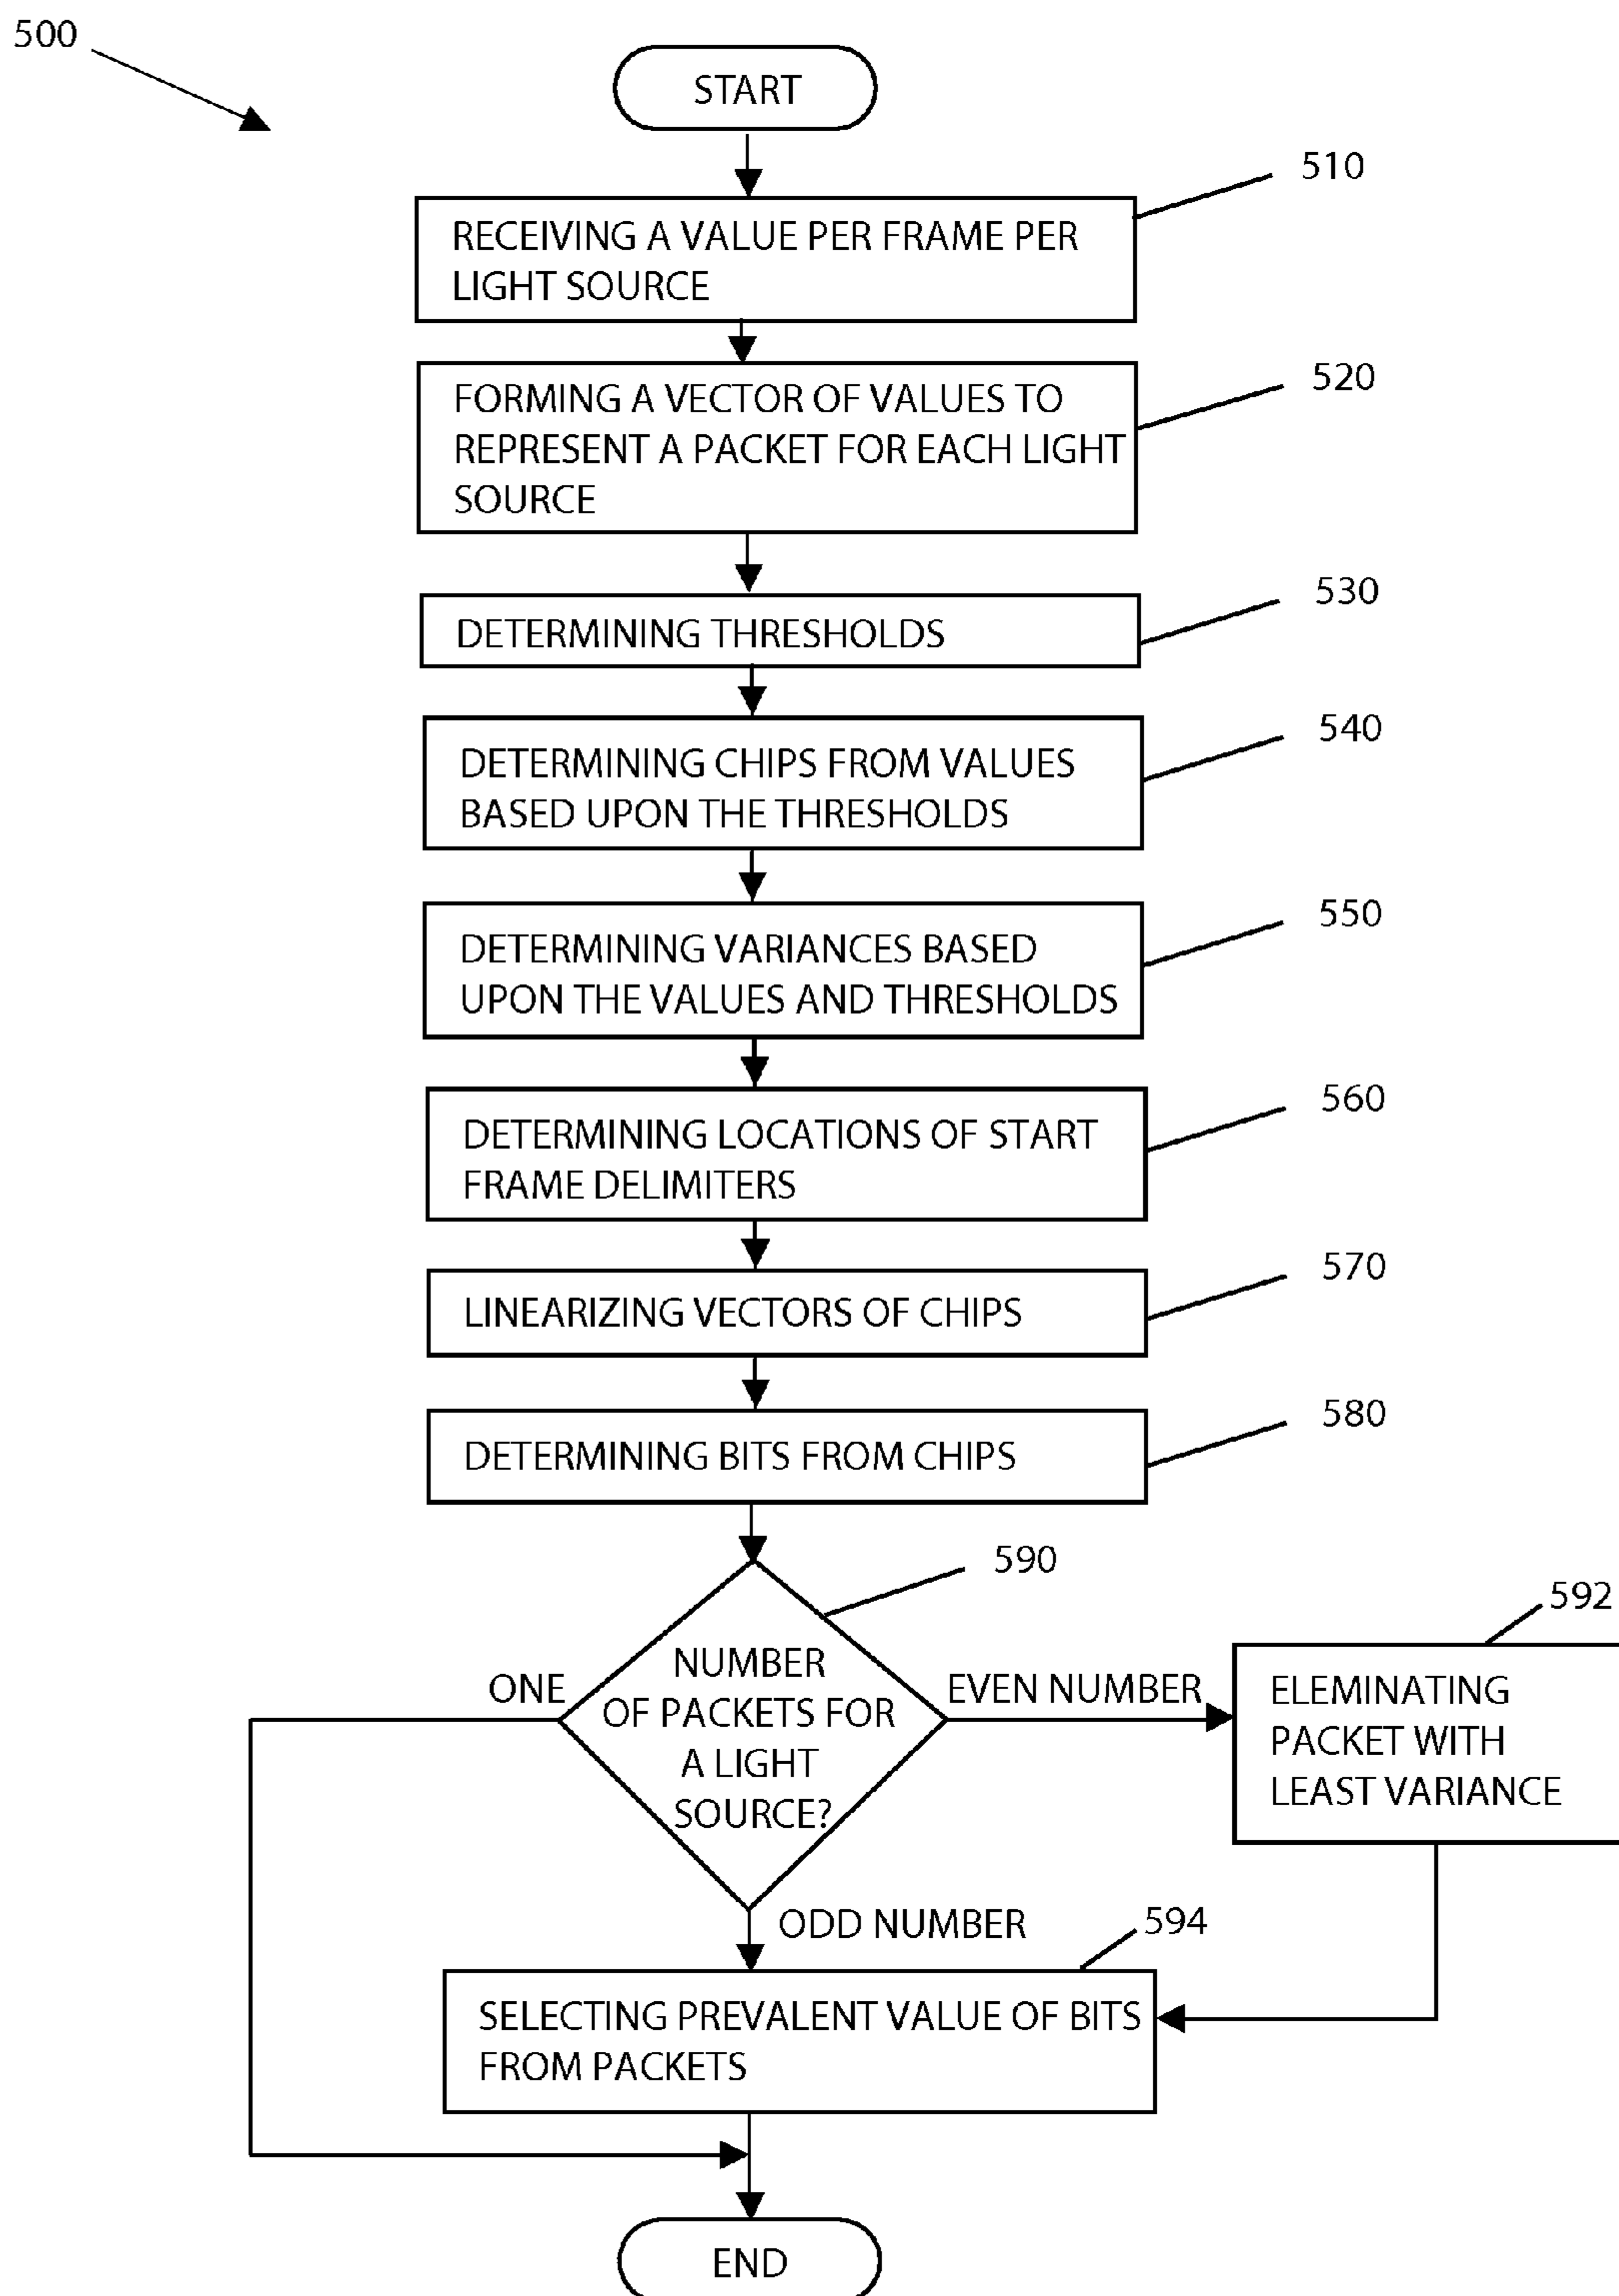 500
START
510
RECEIVING A VALUE PER FRAME PER
LIGHT SOURCE
520
FORMING A VECTOR OF VALUES TO
REPRESENT A PACKET FOR EACH LIGHT
SOURCE
530
DETERMINING THRESHOLDS
540
DETERMINING CHIPS FROM VALUES
BASED UPON THE THRESHOLDS
550
DETERMINING VARIANCES BASED
UPON THE VALUES AND THRESHOLDS
560
DETERMINING LOCATIONS OF START
FRAME DELIMITERS
570
LINEARIZING VECTORS OF CHIPS
580
DETERMINING BITS FROM CHIPS
590
NUMBER
OF PACKETS FOR
A LIGHT
SOURCE?
ONE
EVEN NUMBER
592
ELEMINATING
PACKET WITH
LEAST VARIANCE
ODD NUMBER
594
SELECTING PREVALENT VALUE OF BITS
FROM PACKETS
END